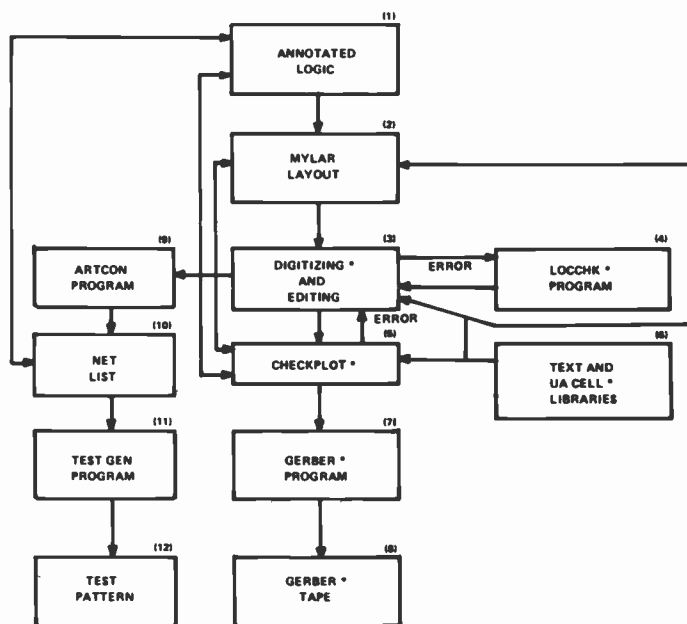 (1)
ANNOTATED
LOGIC
(2)
MYLAR
LAYOUT
(3)
DIGITIZING *
AND
EDITING
ERROR
(4)
LOCCHK *
PROGRAM
(9)
ARTCON
PROGRAM
ERROR
(5)
CHECKPLOT *
(6)
TEXT AND
UA CELL *
LIBRARIES
(10)
NET
LIST
(11)
TEST GEN
PROGRAM
(7)
GERBER *
PROGRAM
(12)
TEST
PATTERN
(8)
GERBER *
TAPE